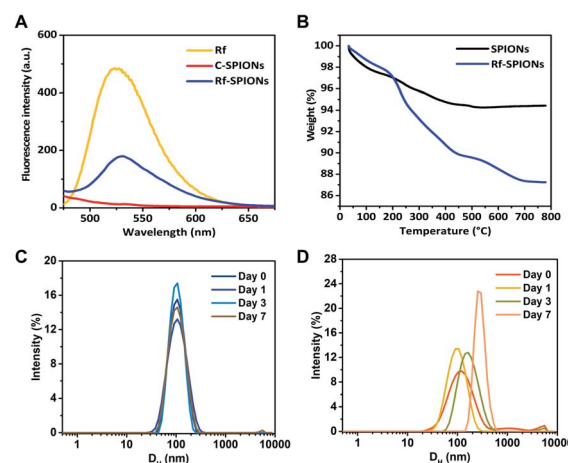 A
Rf
C-SPIONs
Rf-SPIONs
Fluorescence intensity (a.u.)
600
400
200
0
500 550 600 650
Wavelength (nm)
B
SPIONs
Rf-SPIONs
Weight (%)
100
98
96
94
92
90
88
86
0 100 200 300 400 500 600 700 800
Temperature (°C)
C
Day 0
Day 1
Day 3
Day 7
Intensity (%)
20
16
12
8
4
0
1 10 100 1000 10000
(nm)
D
Day 0
Day 1
Day 3
Day 7
Intensity (%)
28
24
20
16
12
8
4
0
1 10 100 1000 10000
DH (nm)